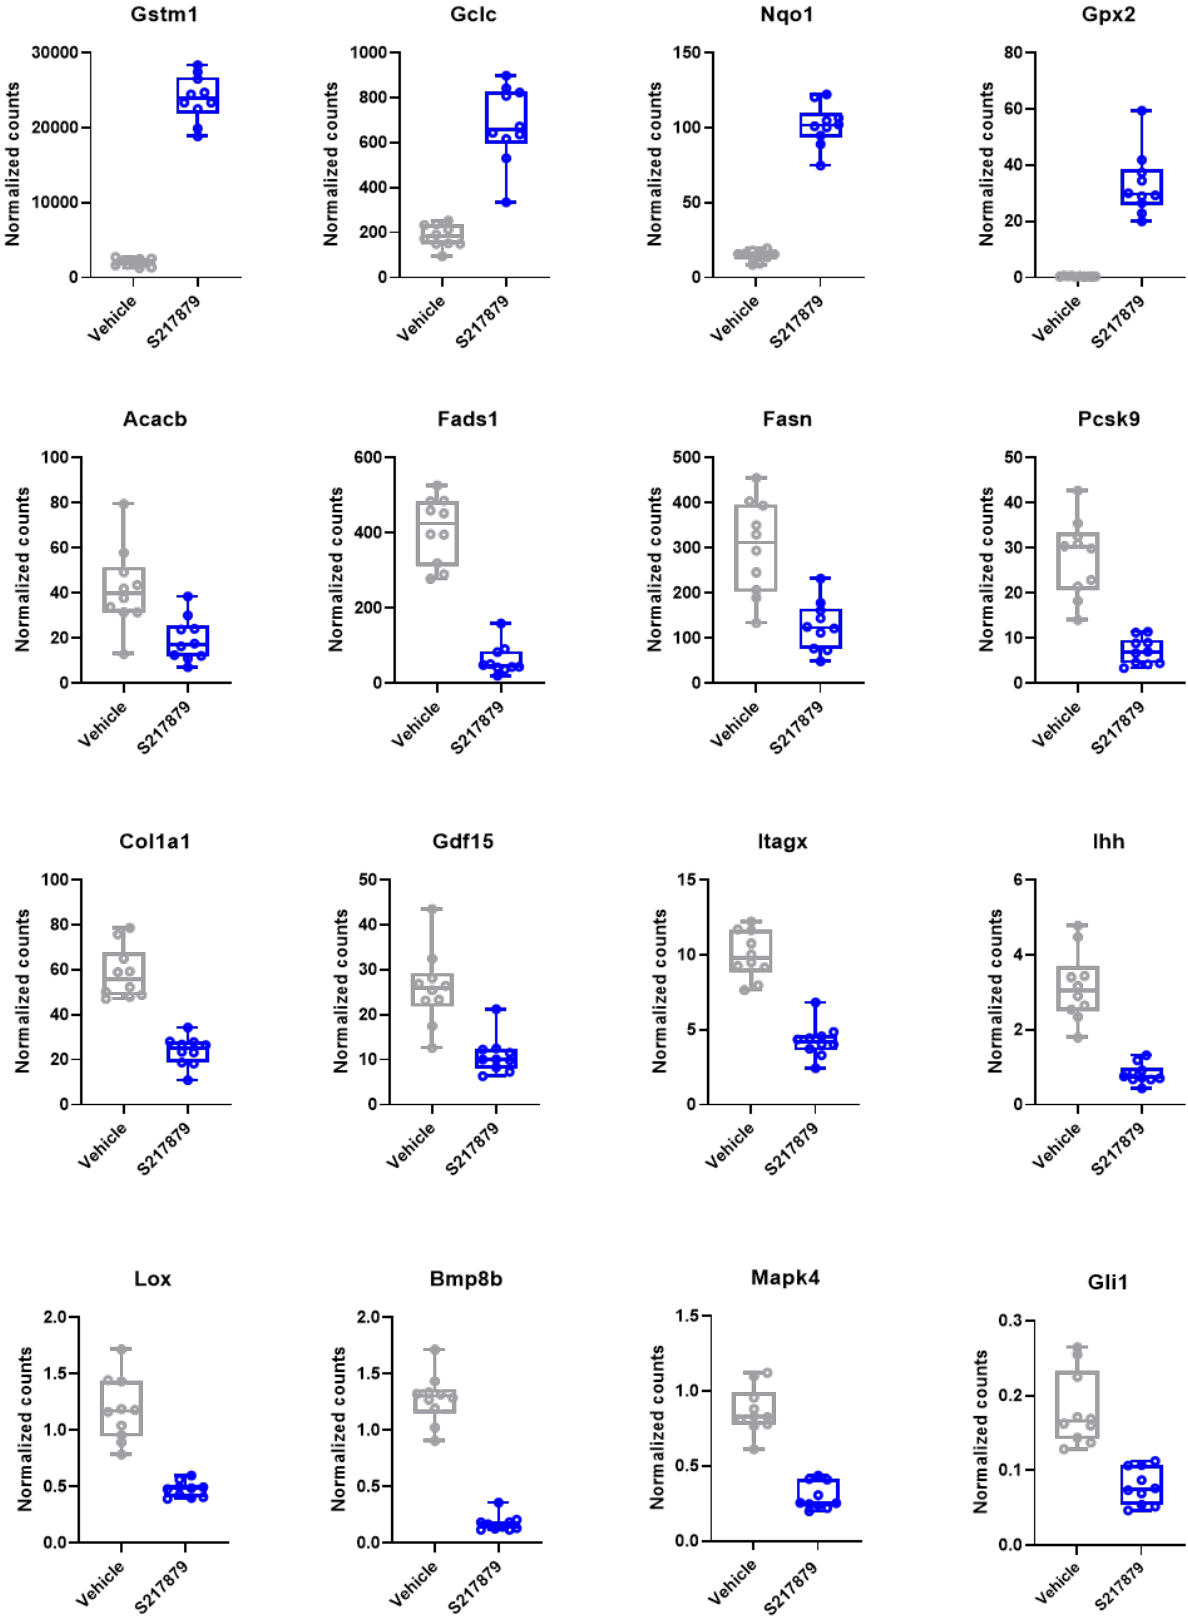 Gstm1
Normalized counts
30000
20000
10000
0
Vehicle
S217879
Gclc
Normalized counts
1000
800
600
400
200
0
Vehicle
S217879
Nqo1
Normalized counts
150
100
50
0
Vehicle
S217879
Gpx2
Normalized counts
80
60
40
20
0
Vehicle
S217879
Acacb
Normalized counts
100
80
60
40
20
0
Vehicle
S217879
Fads1
Normalized counts
600
400
200
0
Vehicle
S217879
Fasn
Normalized counts
500
400
300
200
100
0
Vehicle
S217879
Pcsk9
Normalized counts
50
40
30
20
10
0
Vehicle
S217879
Col1a1
Normalized counts
100
80
60
40
20
0
Vehicle
S217879
Gdf15
Normalized counts
50
40
30
20
10
0
Vehicle
S217879
Itagx
Normalized counts
15
10
5
0
Vehicle
S217879
Ihh
Normalized counts
6
4
2
0
Vehicle
S217879
Lox
Normalized counts
2.0
1.5
1.0
0.5
0.0
Vehicle
S217879
Bmp8b
Normalized counts
2.0
1.5
1.0
0.5
0.0
Vehicle
S217879
Mapk4
Normalized counts
1.5
1.0
0.5
0.0
Vehicle
S217879
Gli1
Normalized counts
0.3
0.2
0.1
0.0
Vehicle
S217879